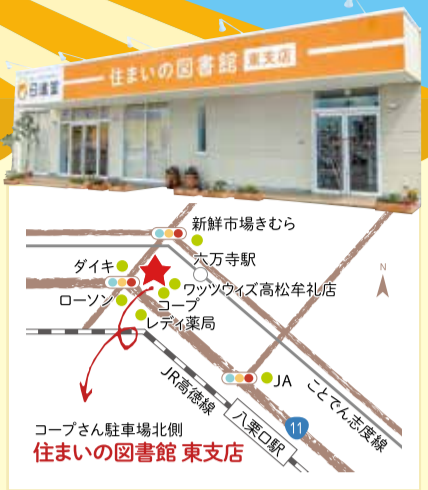 日進堂
住まいの図書館 東支店
新鮮市場きむら
六万寺駅
N
ダイキ
ワッツウィズ高松牟礼店
ローソン
コープ
レディ薬局
JA
JR高徳線
ことでん志度線
八栗口駅
11
コープさん駐車場北側
住まいの図書館 東支店